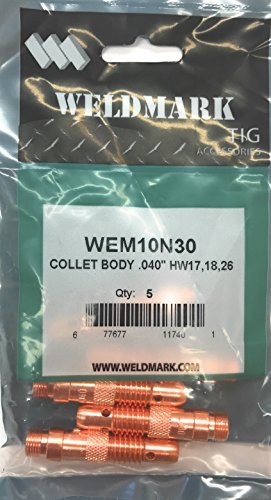 WELDMARK
TIG
ACCESSORIES
WEM10N30
COLLET BODY .040" HW17,18,26
Qty: 5
6 77677 11740 1
WWW.WELDMARK.COM